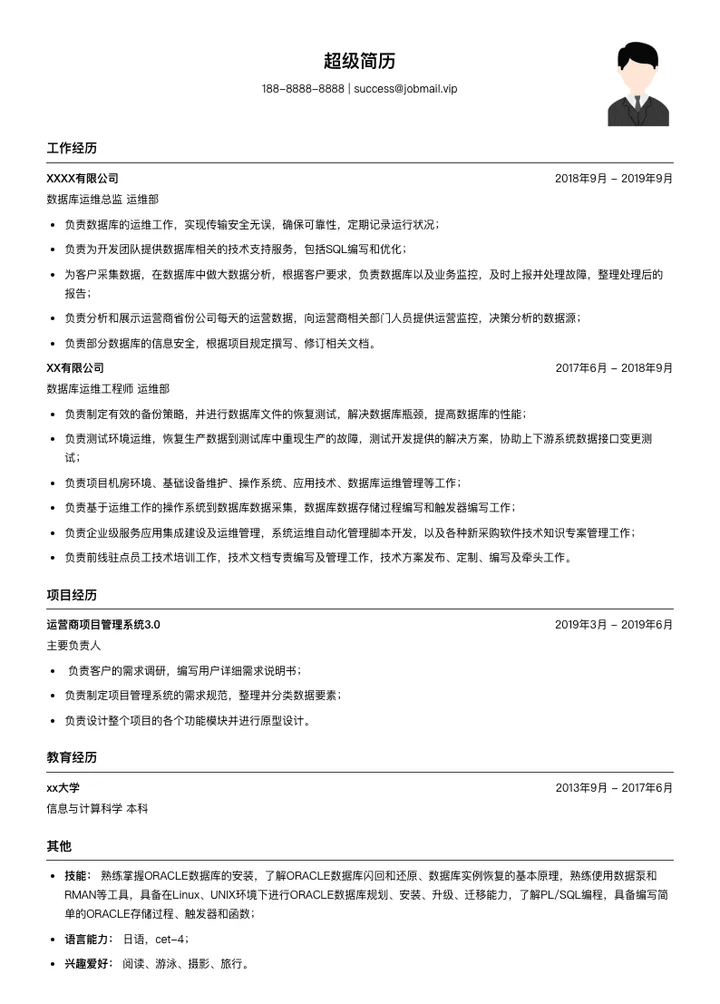 超级简历
188-8888-8888 | success@jobmail.vip
工作经历
XXXX有限公司 2018年9月 – 2019年9月
数据库运维总监 运维部
• 负责数据库的运维工作，实现传输安全无误，确保可靠性，定期记录运行状况；
• 负责为开发团队提供数据库相关的技术支持服务，包括SQL编写和优化；
• 为客户采集数据，在数据库中做大数据分析，根据客户要求，负责数据库以及业务监控，及时上报并处理故障，整理处理后的
报告；
• 负责分析和展示运营商省份公司每天的运营数据，向运营商相关部门人员提供运营监控，决策分析的数据源；
• 负责部分数据库的信息安全，根据项目规定撰写、修订相关文档。
XX有限公司 2017年6月 – 2018年9月
数据库运维工程师 运维部
• 负责制定有效的备份策略，并进行数据库文件的恢复测试，解决数据库瓶颈，提高数据库的性能；
• 负责测试环境运维，恢复生产数据到测试库中重现生产的故障，测试开发提供的解决方案，协助上下游系统数据接口变更测
试；
• 负责项目机房环境、基础设备维护、操作系统、应用技术、数据库运维管理等工作；
• 负责基于运维工作的操作系统到数据库数据采集，数据库数据存储过程编写和触发器编写工作；
• 负责企业级服务应用集成建设及运维管理，系统运维自动化管理脚本开发，以及各种新采购软件技术知识专案管理工作；
• 负责前线驻点员工技术培训工作，技术文档专责编写及管理工作，技术方案发布、定制、编写及牵头工作。
项目经历
运营商项目管理系统3.0 2019年3月 – 2019年6月
主要负责人
• 负责客户的需求调研，编写用户详细需求说明书；
• 负责制定项目管理系统的需求规范，整理并分类数据要素；
• 负责设计整个项目的各个功能模块并进行原型设计。
教育经历
xx大学 2013年9月 – 2017年6月
信息与计算科学 本科
其他
• 技能： 熟练掌握ORACLE数据库的安装，了解ORACLE数据库闪回和还原、数据库实例恢复的基本原理，熟练使用数据泵和
RMAN等工具，具备在Linux、UNIX环境下进行ORACLE数据库规划、安装、升级、迁移能力，了解PL/SQL编程，具备编写简
单的ORACLE存储过程、触发器和函数；
• 语言能力： 日语，cet-4；
• 兴趣爱好： 阅读、游泳、摄影、旅行。